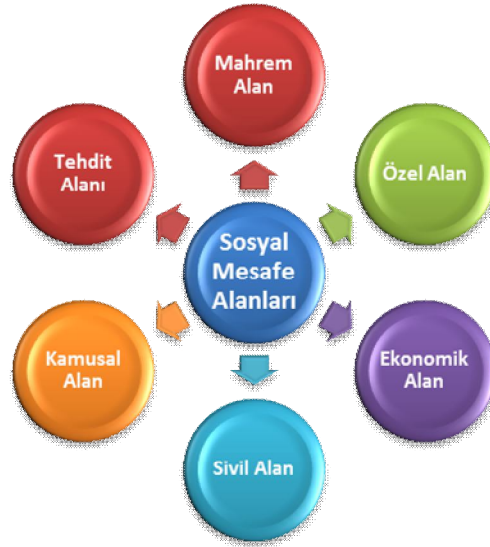 Mahrem
Alan
Tehdit
Alanı
Özel Alan
Sosyal
Mesafe
Alanları
Kamusal
Alan
Ekonomik
Alan
Sivil Alan